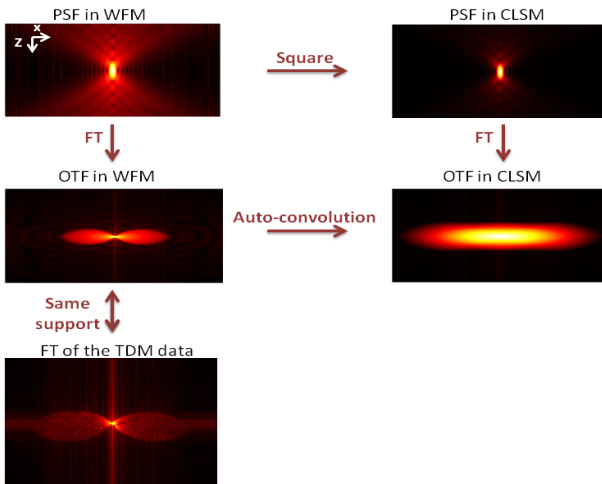 PSF in WFM
PSF in CLSM
x
z
Square
FT
FT
OTF in WFM
OTF in CLSM
Auto-convolution
Same
support
FT of the TDM data